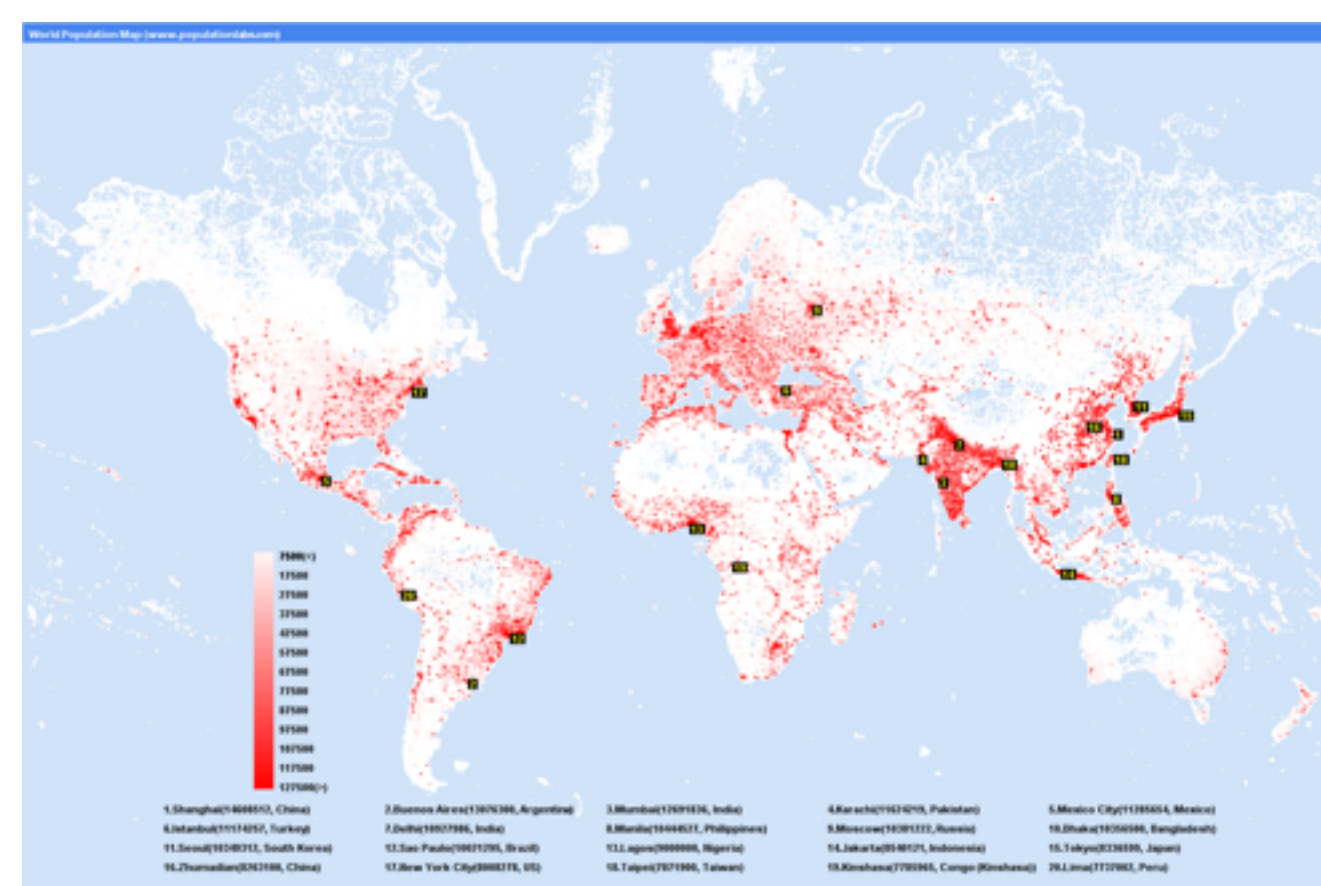 World Population Map (www.populationlabs.com)
7500(<)
17500
27500
37500
47500
57500
67500
77500
87500
97500
107500
117500
127500(>)
1.Shanghai(14608512, China) 2.Buenos Aires(13076300, Argentina) 3.Mumbai(12691836, India) 4.Karachi(11624219, Pakistan) 5.Mexico City(11285654, Mexico)
6.Istanbul(11174257, Turkey) 7.Delhi(10927986, India) 8.Manila(10444527, Philippines) 9.Moscow(10381222, Russia) 10.Dhaka(10356500, Bangladesh)
11.Seoul(10349312, South Korea) 12.Sao Paulo(10021295, Brazil) 13.Lagos(9000000, Nigeria) 14.Jakarta(8540121, Indonesia) 15.Tokyo(8336599, Japan)
16.Zhumadian(8263100, China) 17.New York City(8008278, US) 18.Taipei(7871900, Taiwan) 19.Kinshasa(7785965, Congo (Kinshasa)) 20.Lima(7737002, Peru)